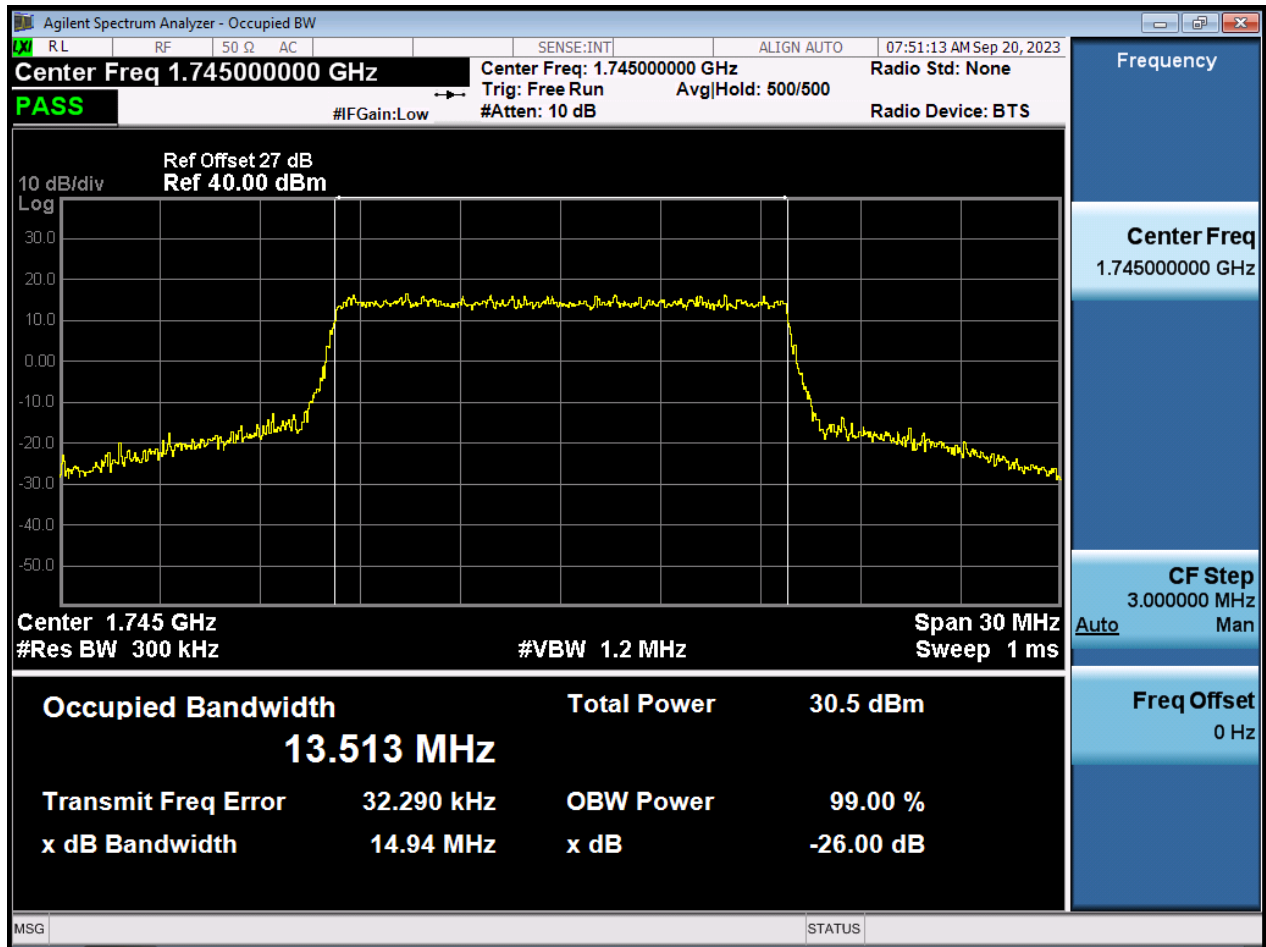 Agilent Spectrum Analyzer - Occupied BW
LXI RL RF 50 Ω AC SENSE:INT ALIGN AUTO 07:51:13 AM Sep 20, 2023
Center Freq 1.745000000 GHz
Center Freq: 1.745000000 GHz Radio Std: None
Trig: Free Run Avg|Hold: 500/500
PASS
#IFGain:Low #Atten: 10 dB Radio Device: BTS
Ref Offset 27 dB
10 dB/div Ref 40.00 dBm
Log
30.0
20.0
10.0
0.00
-10.0
-20.0
-30.0
-40.0
-50.0
Center 1.745 GHz Span 30 MHz
#Res BW 300 kHz #VBW 1.2 MHz Sweep 1 ms
Occupied Bandwidth Total Power 30.5 dBm
13.513 MHz
Transmit Freq Error 32.290 kHz OBW Power 99.00 %
x dB Bandwidth 14.94 MHz x dB -26.00 dB
MSG STATUS
Frequency
Center Freq
1.745000000 GHz
CF Step
3.000000 MHz
Auto Man
Freq Offset
0 Hz